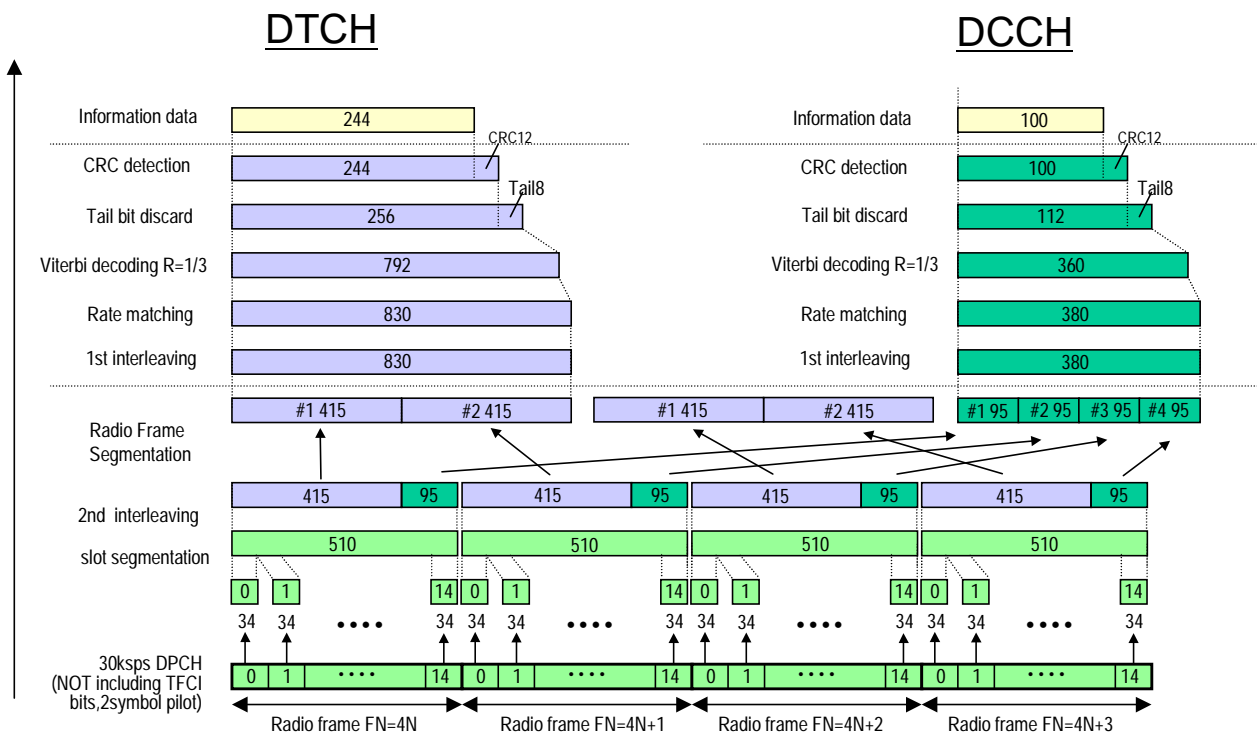 DTCH
DCCH
Information data
244
Information data
100
CRC12
CRC12
CRC detection
244
CRC detection
100
Tail8
Tail8
Tail bit discard
256
Tail bit discard
112
Viterbi decoding R=1/3
792
Viterbi decoding R=1/3
360
Rate matching
830
Rate matching
380
1st interleaving
830
1st interleaving
380
#1 415 #2 415 #1 415 #2 415 #1 95 #2 95 #3 95 #4 95
Radio Frame
Segmentation
415 95 415 95 415 95 415 95
2nd interleaving
510 510 510 510
slot segmentation
0 1 14 0 1 14 0 1 14 0 1 14
34 34 •••• 34 34 34 •••• 34 34 34 •••• 34 34 34 •••• 34
30ksps DPCH
(NOT including TFCI
bits,2symbol pilot)
0 1 •••• 14 0 1 •••• 14 0 1 •••• 14 0 1 •••• 14
Radio frame FN=4N Radio frame FN=4N+1 Radio frame FN=4N+2 Radio frame FN=4N+3